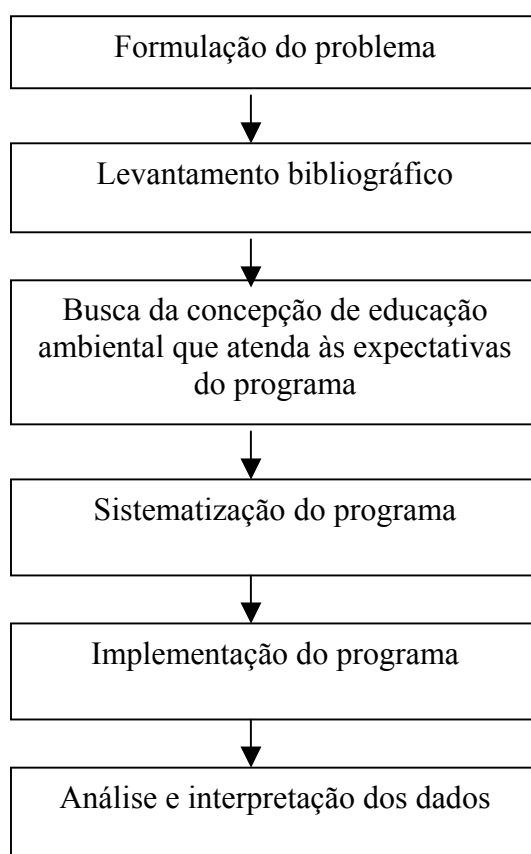 Formulação do problema
Levantamento bibliográfico
Busca da concepção de educação
ambiental que atenda às expectativas
do programa
Sistematização do programa
Implementação do programa
Análise e interpretação dos dados